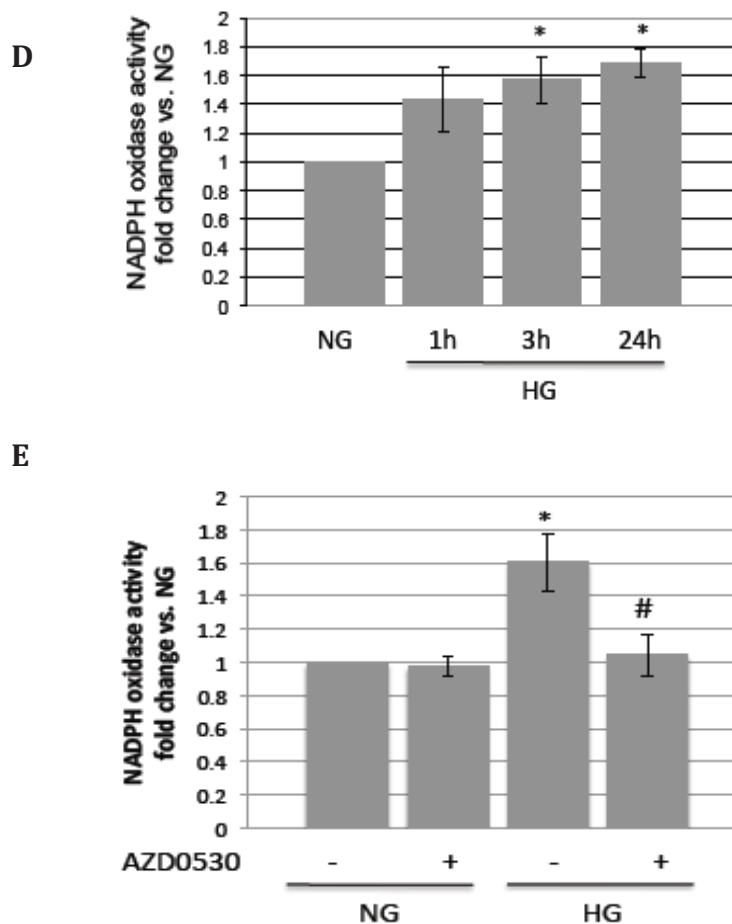 D
NADPH oxidase activity
fold change vs. NG
2
1.8
1.6
1.4
1.2
1
0.8
0.6
0.4
0.2
0
* *
NG 1h 3h 24h
HG
E
NADPH oxidase activity
fold change vs. NG
2
1.8
1.6
1.4
1.2
1
0.8
0.6
0.4
0.2
0
*
#
AZD0530 - + - +
NG HG